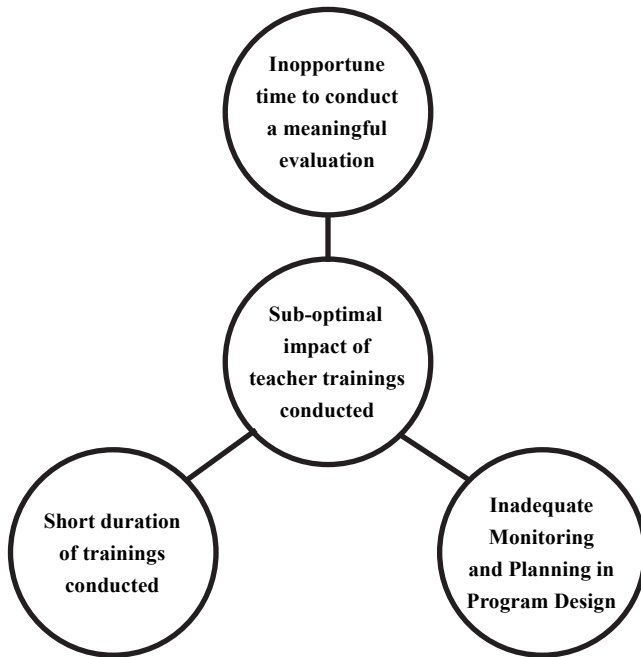 Inopportune
time to conduct
a meaningful
evaluation
Sub-optimal
impact of
teacher trainings
conducted
Short duration
of trainings
conducted
Inadequate
Monitoring
and Planning in
Program Design